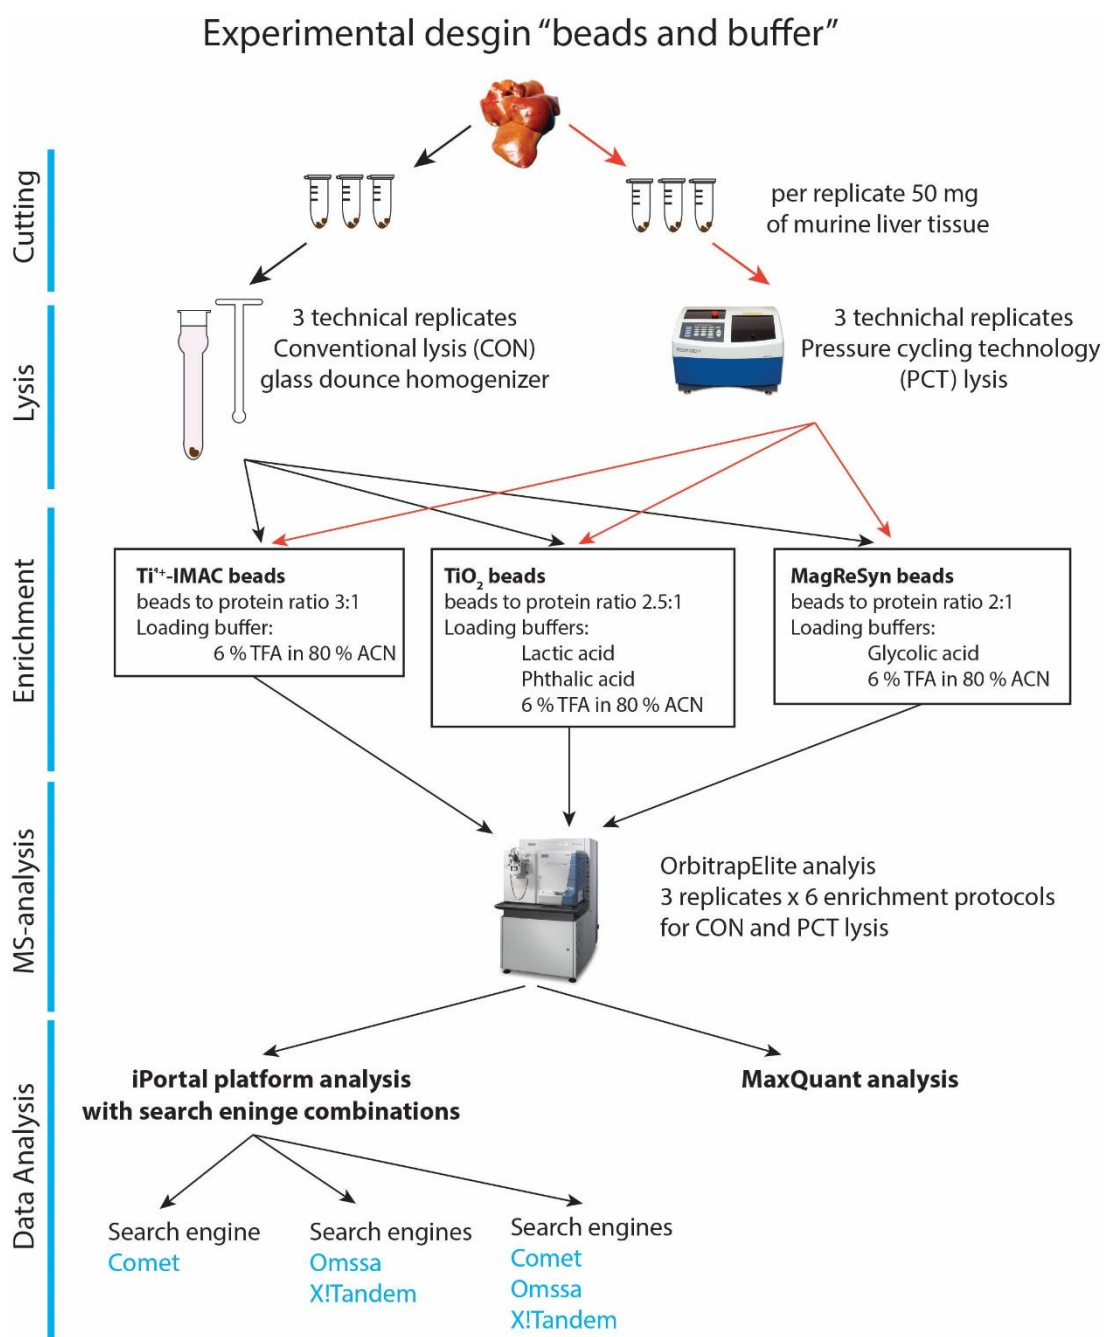 Experimental desgin “beads and buffer”
Cutting
per replicate 50 mg
of murine liver tissue
Lysis
3 technical replicates
Conventional lysis (CON)
glass dounce homogenizer
3 technichal replicates
Pressure cycling technology
(PCT) lysis
Enrichment
Ti⁴⁺-IMAC beads
beads to protein ratio 3:1
Loading buffer:
6 % TFA in 80 % ACN
TiO₂ beads
beads to protein ratio 2.5:1
Loading buffers:
Lactic acid
Phthalic acid
6 % TFA in 80 % ACN
MagReSyn beads
beads to protein ratio 2:1
Loading buffers:
Glycolic acid
6 % TFA in 80 % ACN
MS-analysis
OrbitrapElite analyis
3 replicates x 6 enrichment protocols
for CON and PCT lysis
Data Analysis
iPortal platform analysis
with search eninge combinations
MaxQuant analysis
Search engine
Comet
Search engines
Omssa
X!Tandem
Search engines
Comet
Omssa
X!Tandem